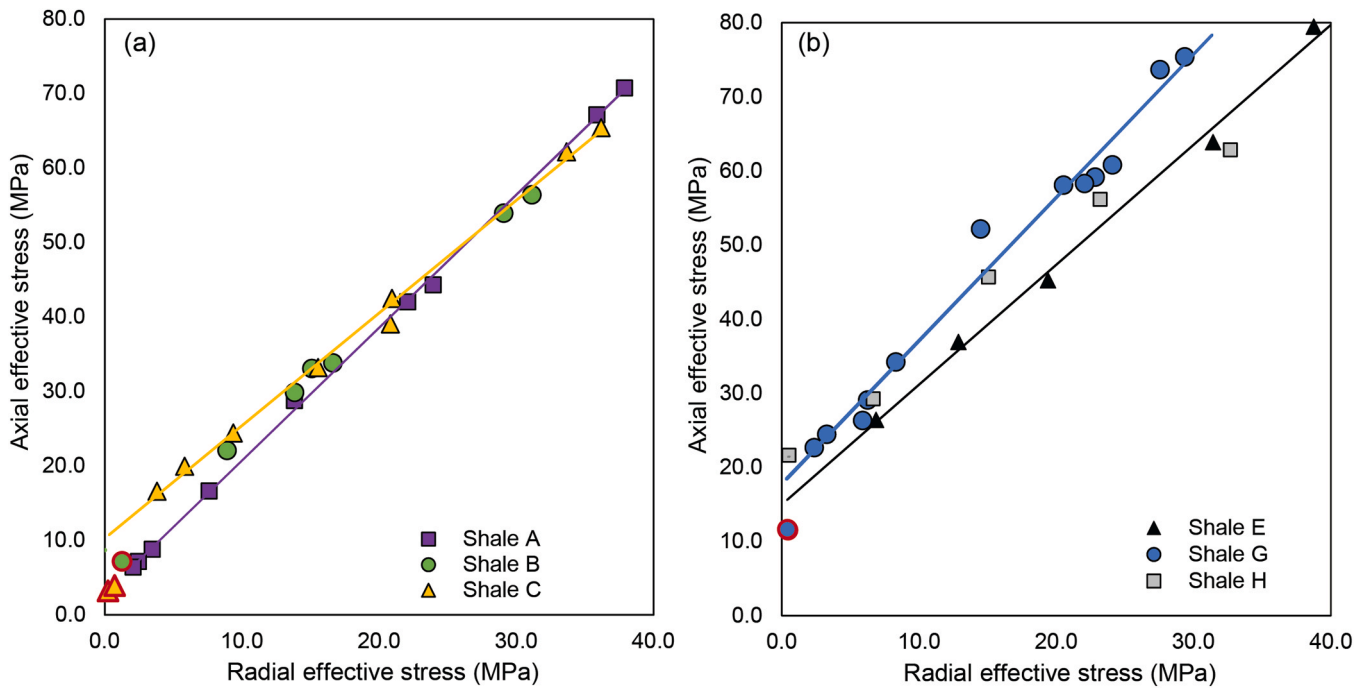 (a)
Axial effective stress (MPa)
80.0
70.0
60.0
50.0
40.0
30.0
20.0
10.0
0.0
Shale A
Shale B
Shale C
0.0 10.0 20.0 30.0 40.0
Radial effective stress (MPa)
(b)
Axial effective stress (MPa)
80.0
70.0
60.0
50.0
40.0
30.0
20.0
10.0
0.0
Shale E
Shale G
Shale H
0.0 10.0 20.0 30.0 40.0
Radial effective stress (MPa)